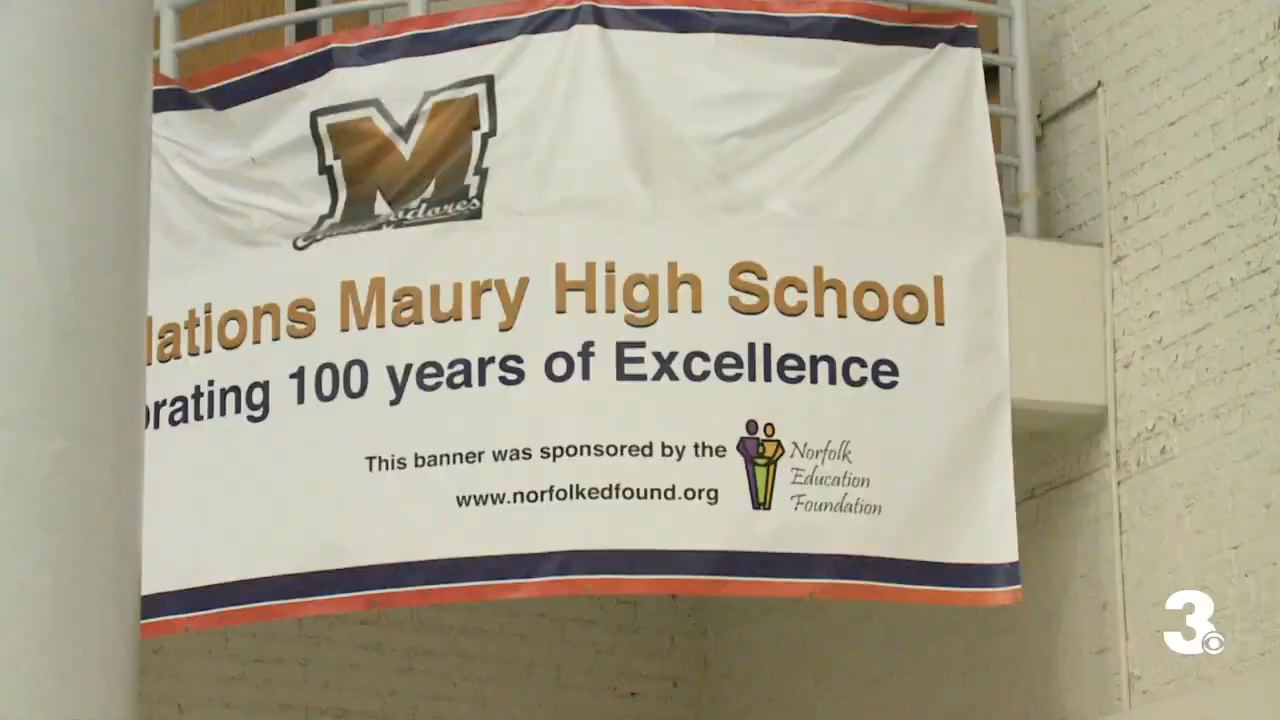 M
lations Maury High School
orating 100 years of Excellence
This banner was sponsored by the
www.norfolkedfound.org
Norfolk
Education
Foundation
3